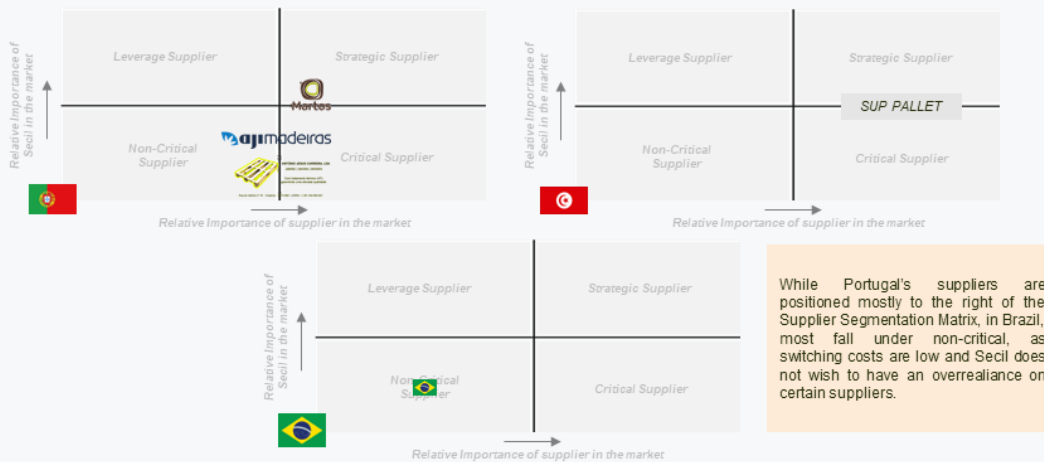 Relative Importance of
Secil in the market
Leverage Supplier
Strategic Supplier
Martos
ajimadeiras
Non-Critical
Supplier
Critical Supplier
Relative Importance of supplier in the market
Relative Importance of
Secil in the market
Leverage Supplier
Strategic Supplier
SUP PALLET
Non-Critical
Supplier
Critical Supplier
Relative Importance of supplier in the market
Relative Importance of
Secil in the market
Leverage Supplier
Strategic Supplier
Non-Critical
Supplier
Critical Supplier
Relative Importance of supplier in the market
While Portugal's suppliers are
positioned mostly to the right of the
Supplier Segmentation Matrix, in Brazil,
most fall under non-critical, as
switching costs are low and Secil does
not wish to have an overrealiance on
certain suppliers.